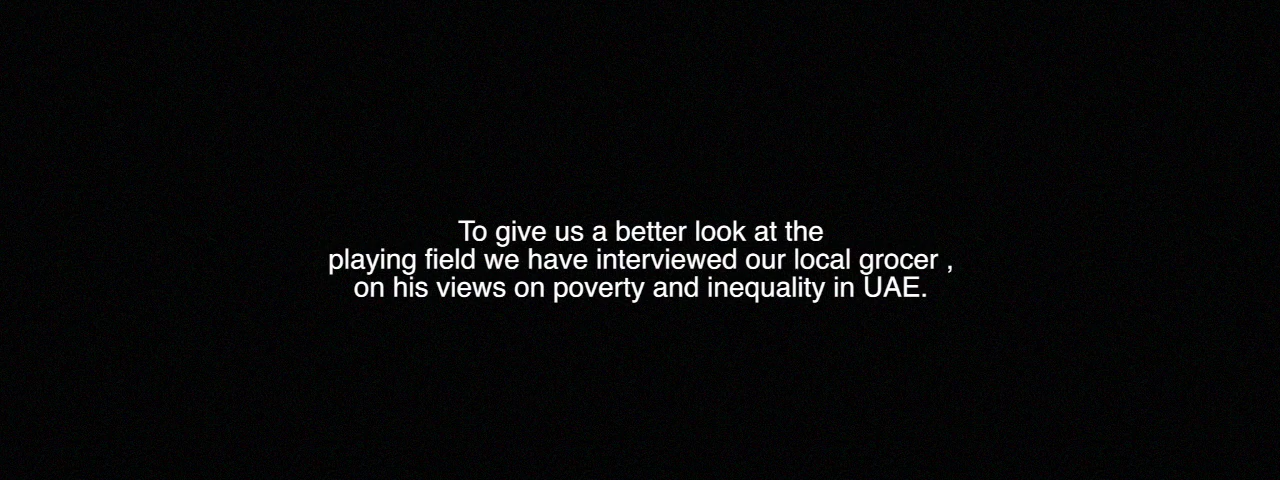 To give us a better look at the
playing field we have interviewed our local grocer ,
on his views on poverty and inequality in UAE.